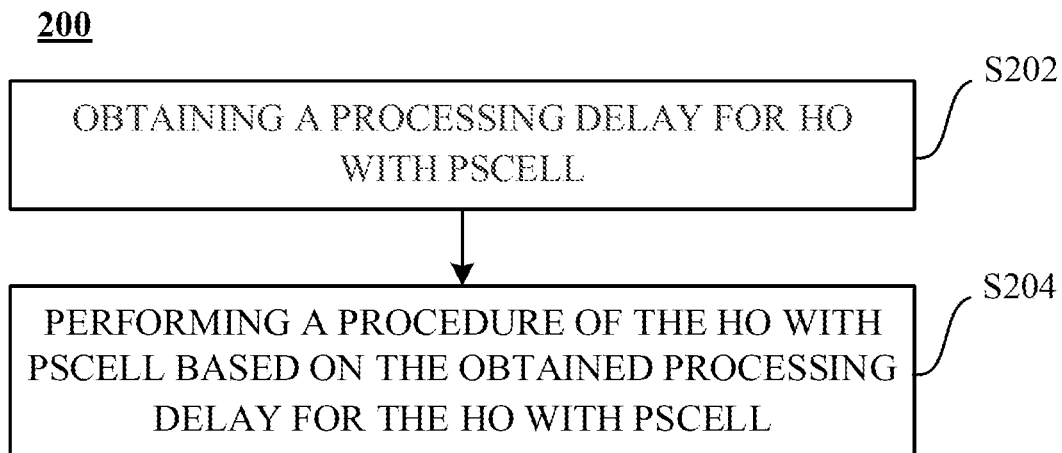 200
S202
OBTAINING A PROCESSING DELAY FOR HO
WITH PSCELL
S204
PERFORMING A PROCEDURE OF THE HO WITH
PSCELL BASED ON THE OBTAINED PROCESSING
DELAY FOR THE HO WITH PSCELL